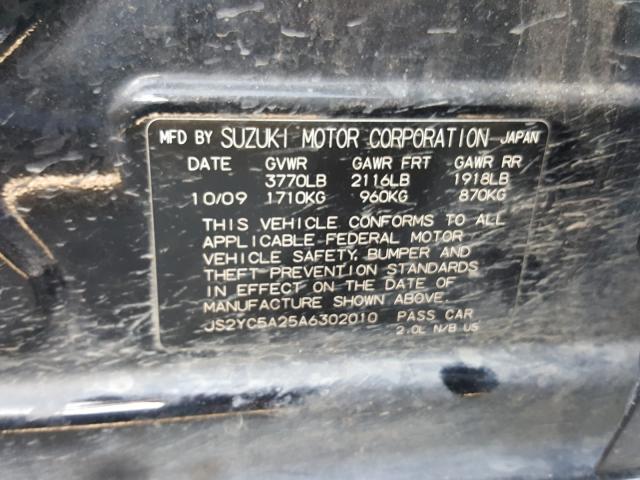 MFD BY SUZUKI MOTOR CORPORATION-JAPAN
DATE GVWR GAWR FRT GAWR RR
3770LB 2116LB 1918LB
10/09 1710KG 960KG 870KG
THIS VEHICLE CONFORMS TO ALL
APPLICABLE FEDERAL MOTOR
VEHICLE SAFETY, BUMPER AND
THEFT PREVENTION STANDARDS
IN EFFECT ON THE DATE OF
MANUFACTURE SHOWN ABOVE.
JS2YC5A25A6302010 PASS CAR
2.0L N/B US